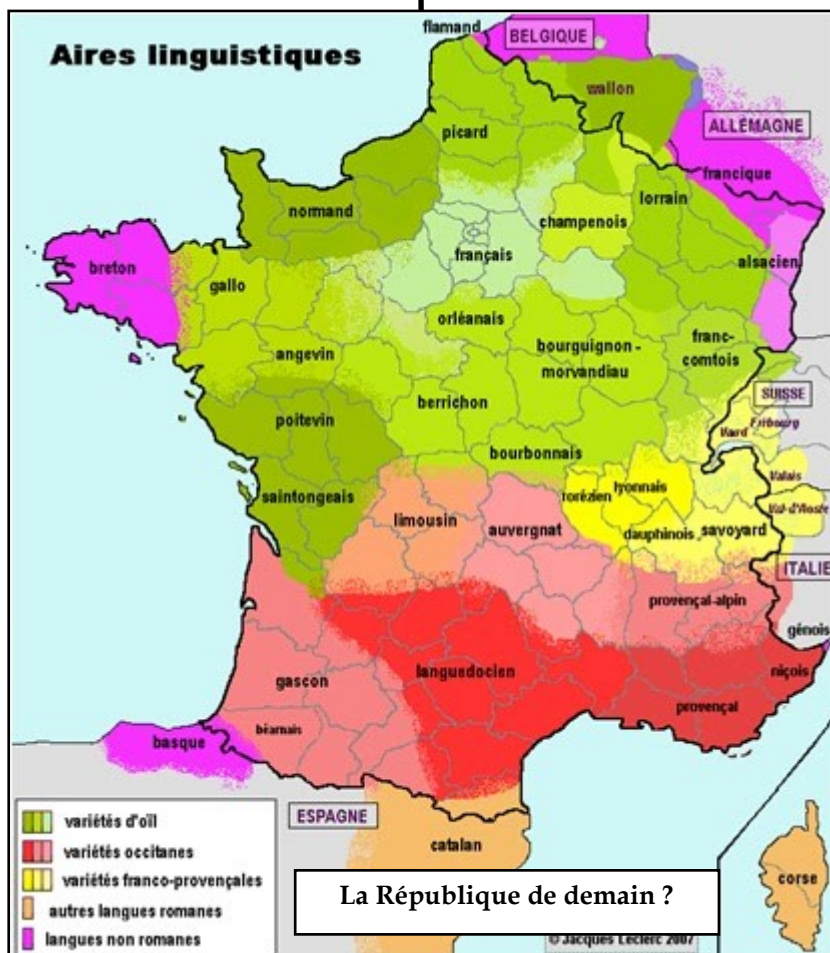 Aires linguistiques
flamand
BELGIQUE
wallon
ALLEMAGNE
picard
francique
normand
champenois
lorrain
français
alsacien
breton
gallo
orléanais
bourguignon -
morvandiau
franc-
comtois
angevin
berrichon
SUISSE
Vaud
Fribourg
poitevin
bourbonnais
Valais
saintongeais
limousin
auvergnat
forézien
lyonnais
dauphinois
savoyard
Val-d'Aoste
ITALIE
provençal-alpin
génois
gascon
languedocien
niçois
provençal
béarnais
basque
ESPAGNE
catalan
corse
variétés d'oïl
variétés occitanes
variétés franco-provençales
autres langues romanes
langues non romanes
La République de demain ?
© Jacques Leclerc 2007